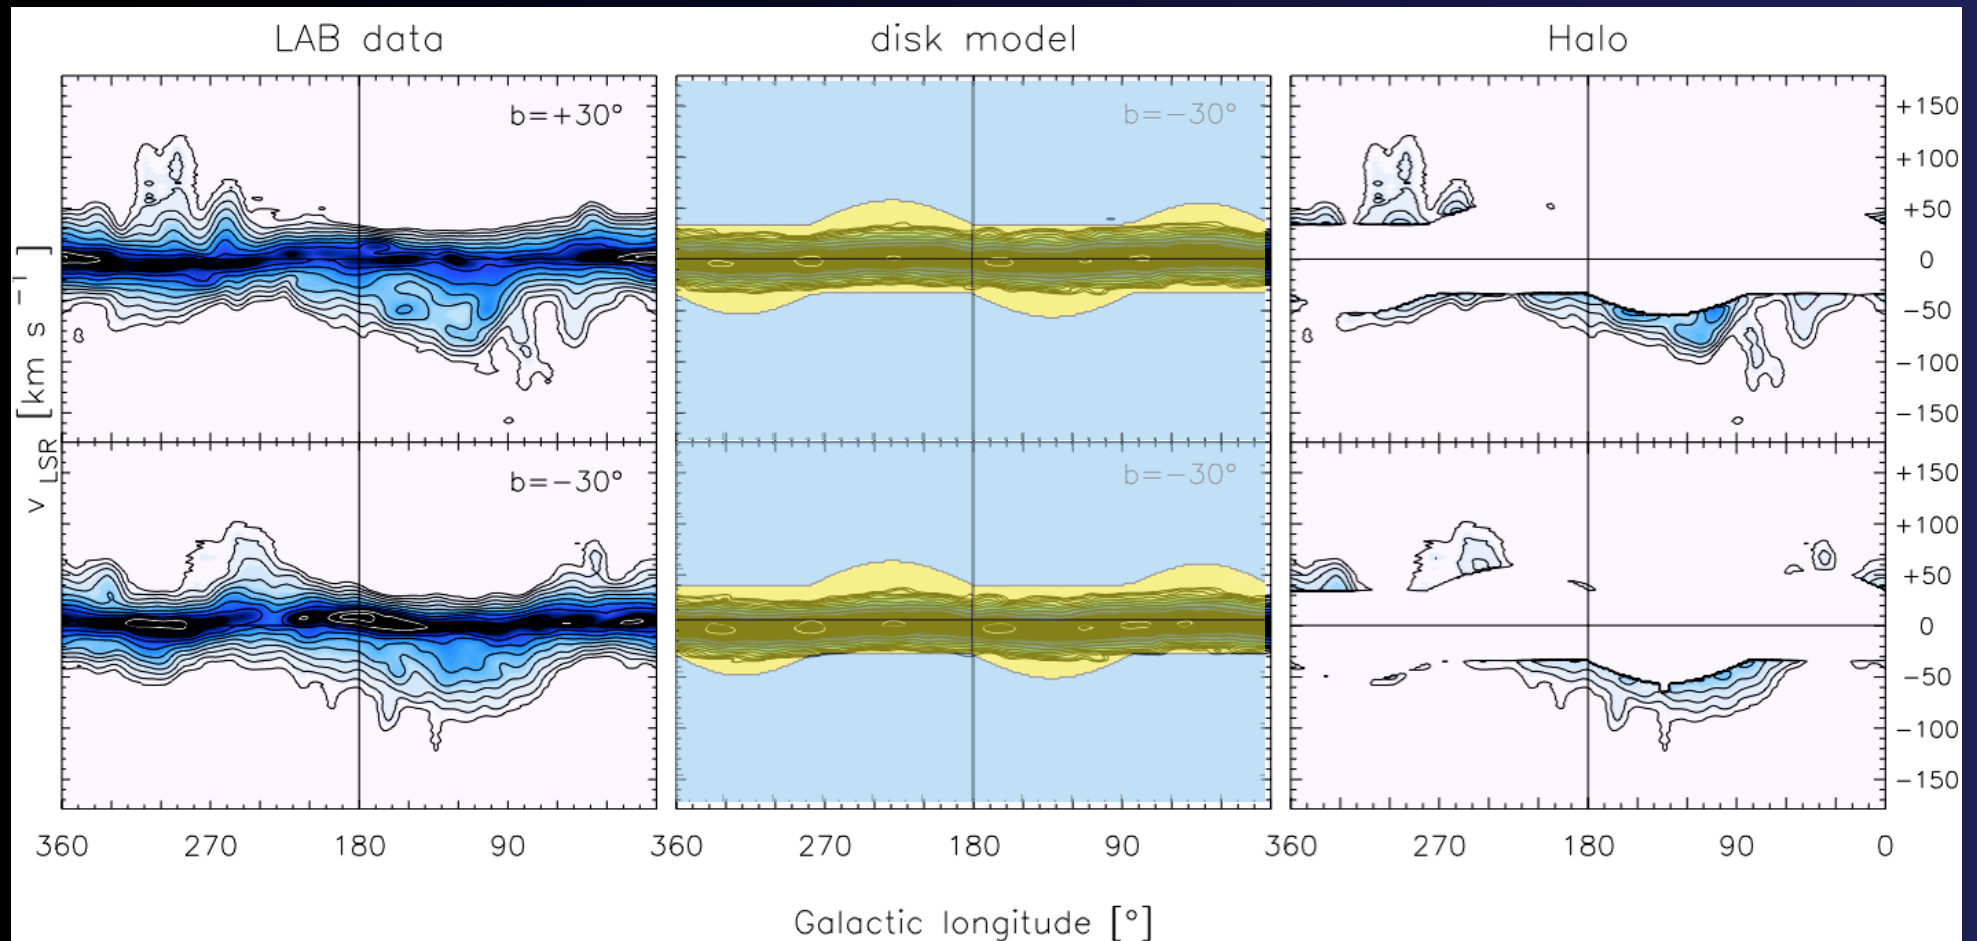 LAB data
disk model
Halo
b=+30°
b=−30°
b=−30°
b=−30°
+150
+100
+50
0
−50
−100
−150
+150
+100
+50
0
−50
−100
−150
v LSR [km s −1 ]
360 270 180 90 360 270 180 90 360 270 180 90 0
Galactic longitude [°]